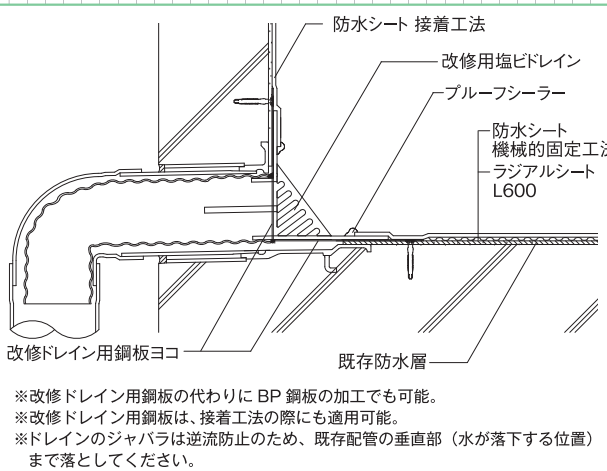 防水シート 接着工法
改修用塩ビドレイン
プルーフシーラー
防水シート
機械的固定工法
ラジアルシート
L600
改修ドレイン用鋼板ヨコ
既存防水層
※改修ドレイン用鋼板の代わりに BP 鋼板の加工でも可能。
※改修ドレイン用鋼板は、接着工法の際にも適用可能。
※ドレインのジャバラは逆流防止のため、既存配管の垂直部（水が落下する位置）
まで落としてください。